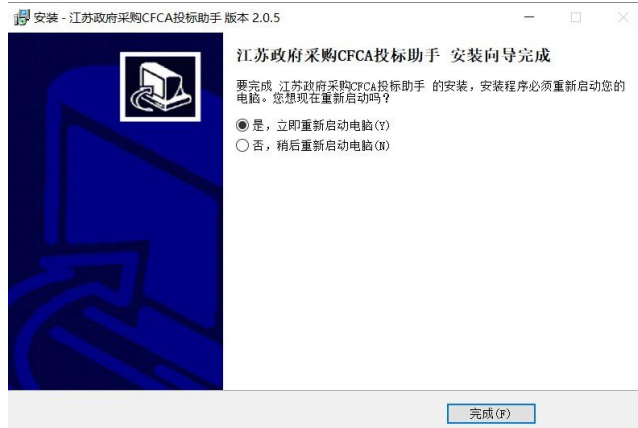 安装 - 江苏政府采购CFCA投标助手 版本 2.0.5
江苏政府采购CFCA投标助手 安装向导完成
要完成 江苏政府采购CFCA投标助手 的安装，安装程序必须重新启动您的
电脑。您想现在重新启动吗？
是，立即重新启动电脑(Y)
否，稍后重新启动电脑(N)
完成(F)